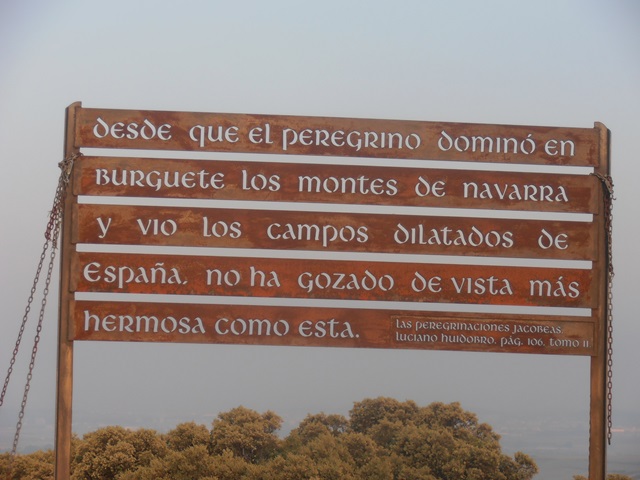 desde que el peregrino dominó en
Burguete los montes de Navarra
y vio los campos dilatados de
España, no ha gozado de vista más
hermosa como esta.
Las peregrinaciones jacobeas.
Luciano Huidobro. pág. 106. Tomo II